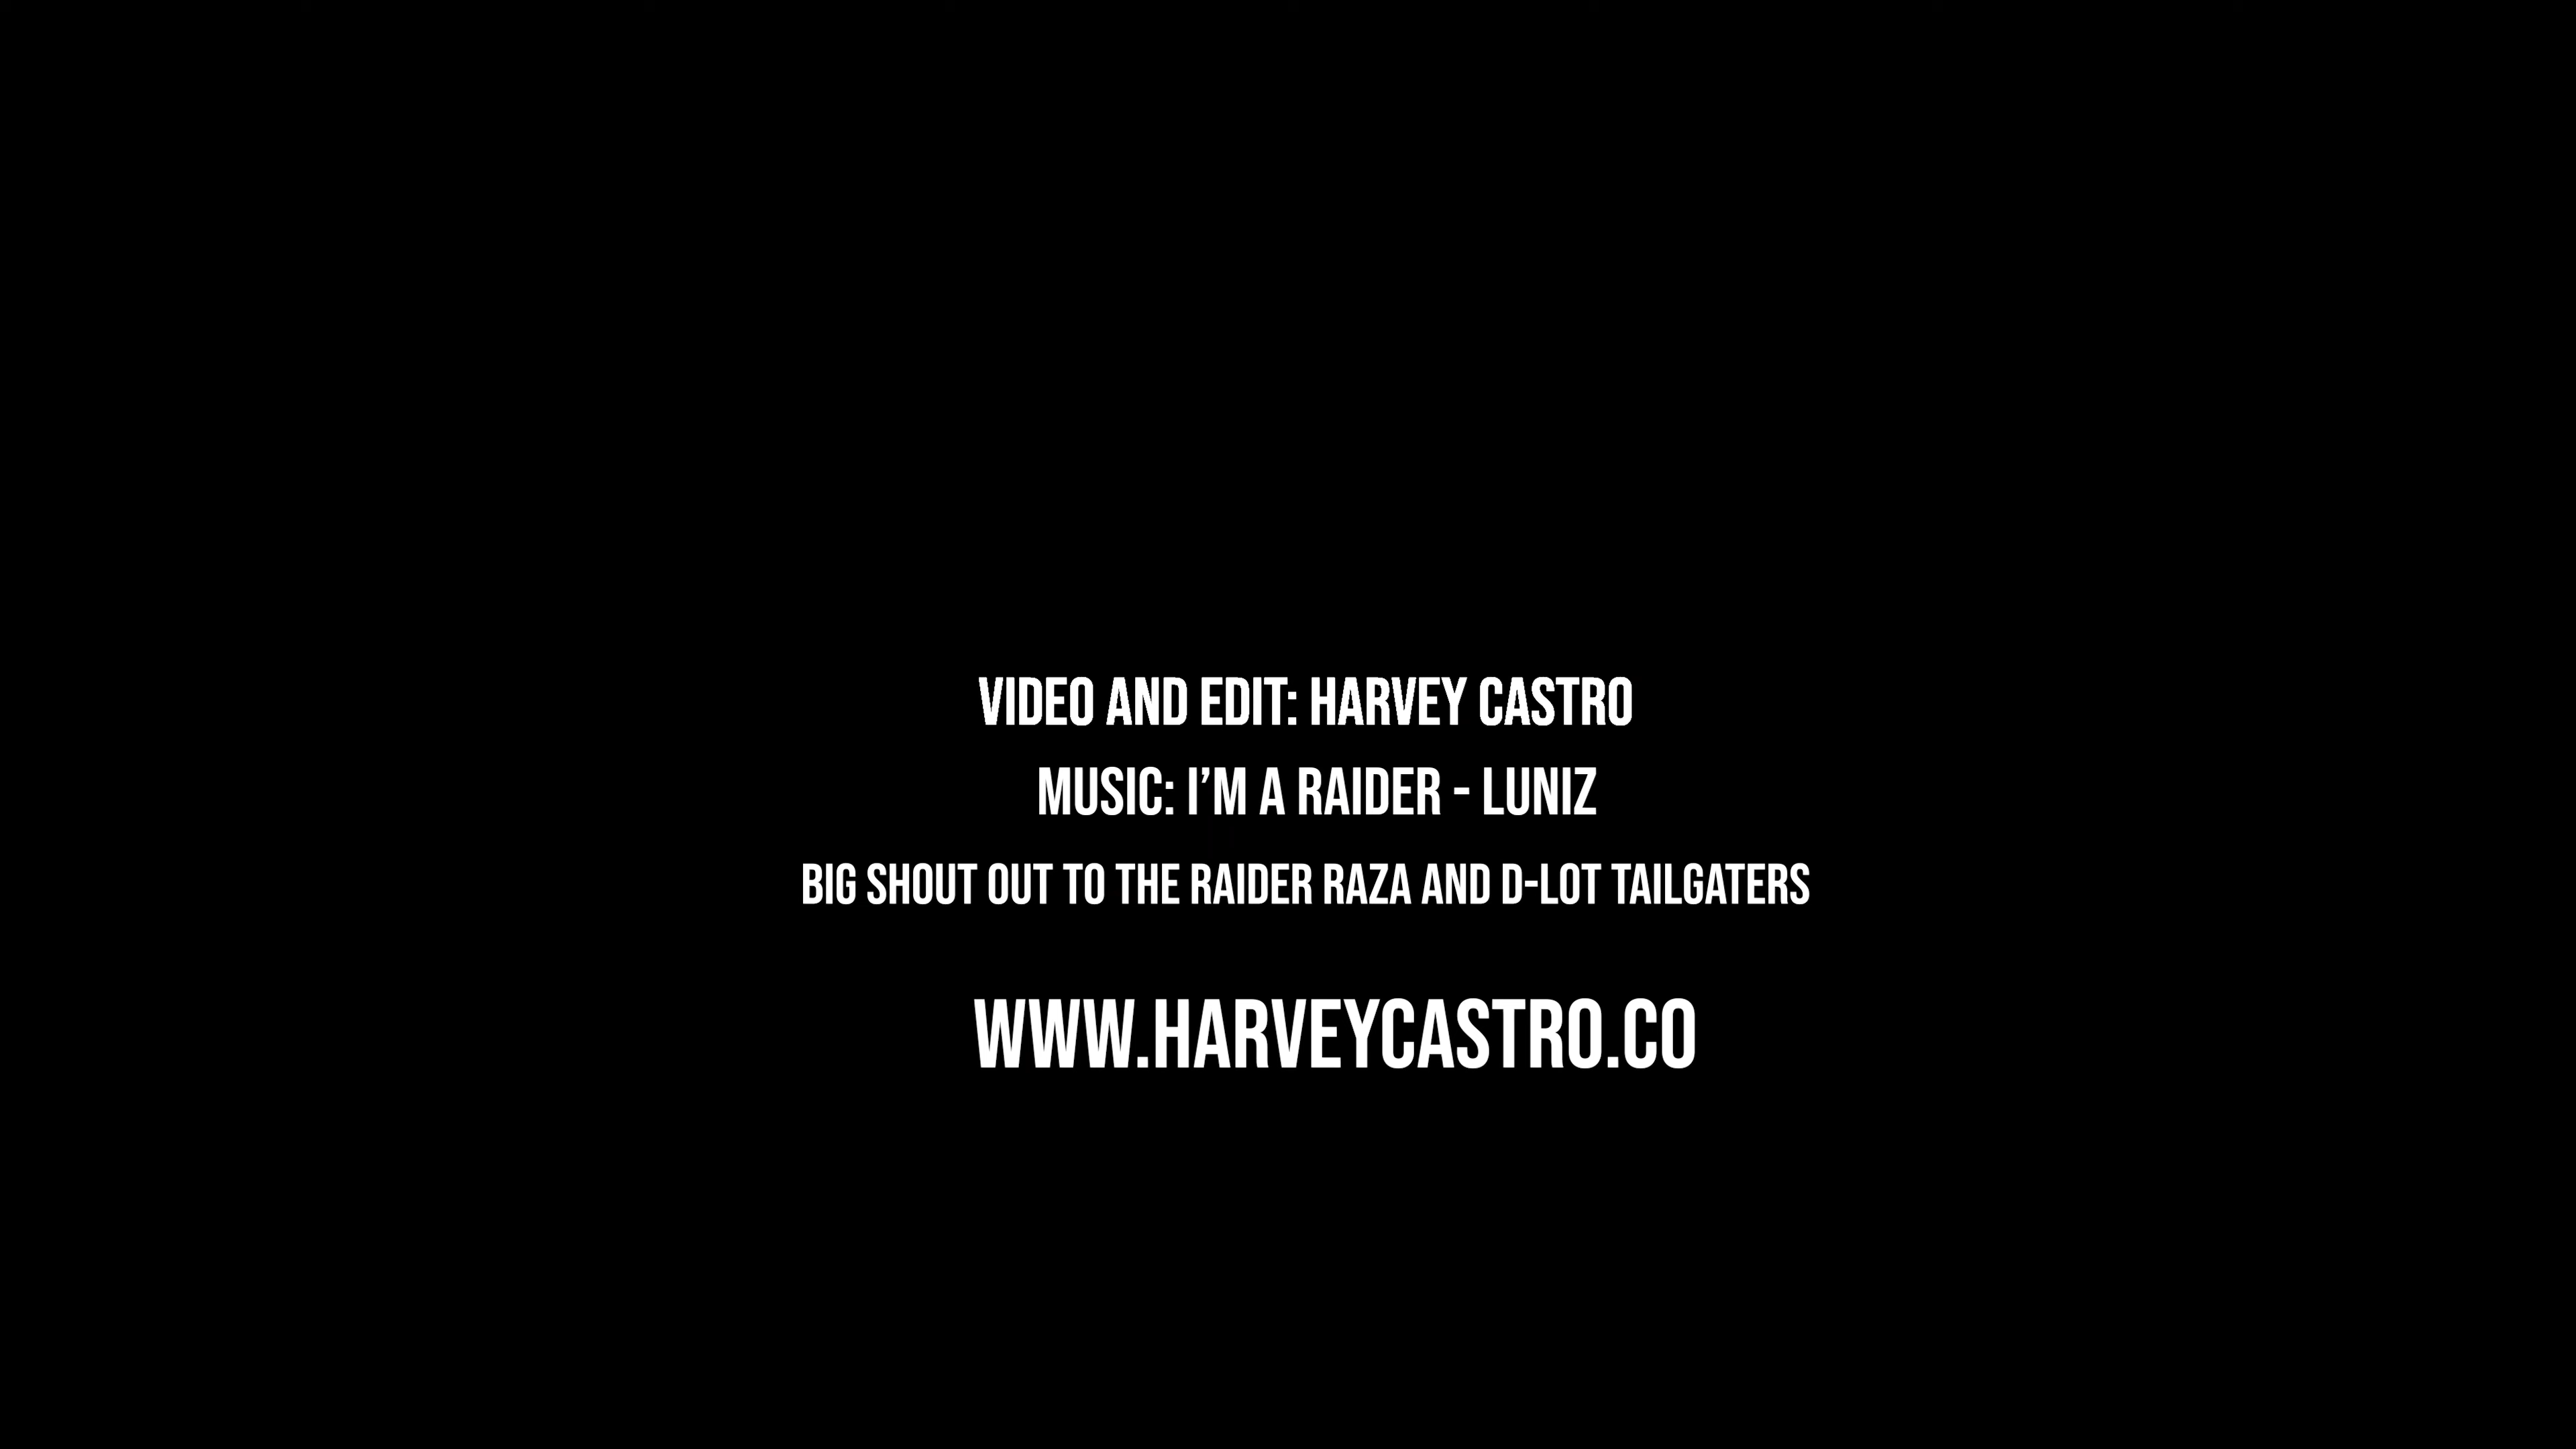 VIDEO AND EDIT: HARVEY CASTRO
MUSIC: I’M A RAIDER - LUNIZ
BIG SHOUT OUT TO THE RAIDER RAZA AND D-LOT TAILGATERS
WWW.HARVEYCASTRO.CO